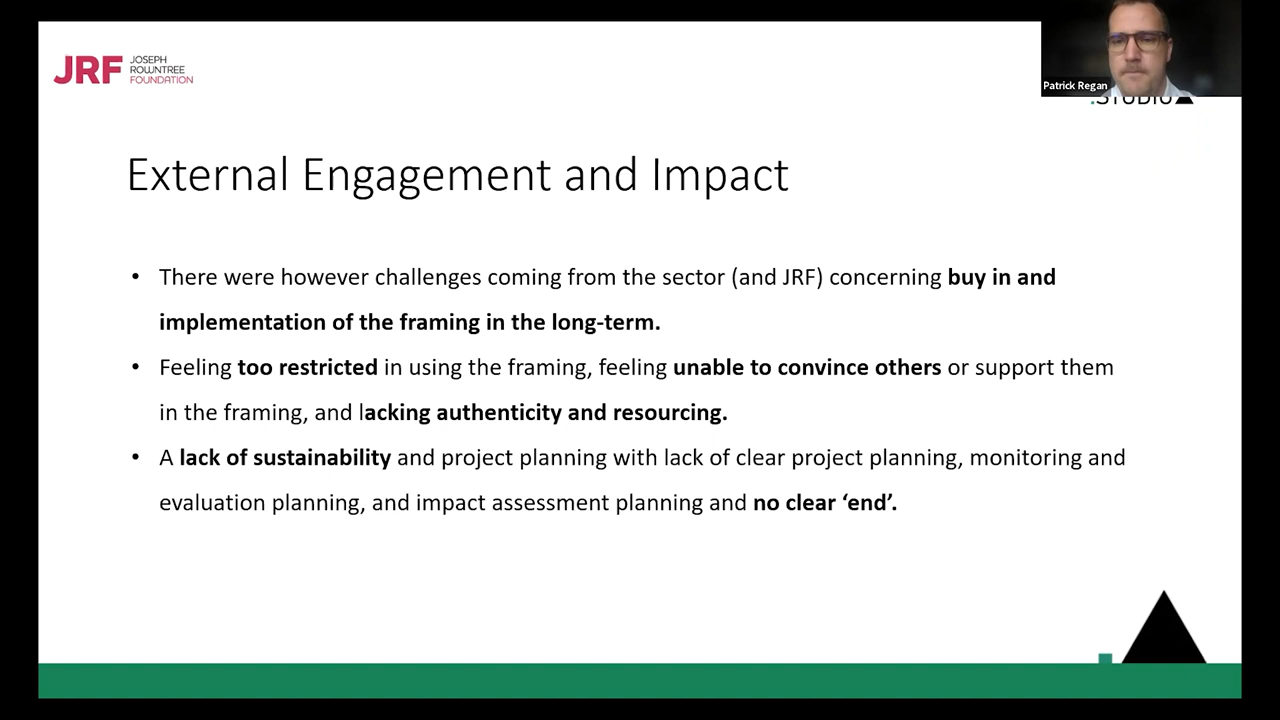 JRF
JOSEPH
ROWNTREE
FOUNDATION
Patrick Regan
.STUDIO
External Engagement and Impact
• There were however challenges coming from the sector (and JRF) concerning buy in and
implementation of the framing in the long-term.
• Feeling too restricted in using the framing, feeling unable to convince others or support them
in the framing, and lacking authenticity and resourcing.
• A lack of sustainability and project planning with lack of clear project planning, monitoring and
evaluation planning, and impact assessment planning and no clear ‘end’.